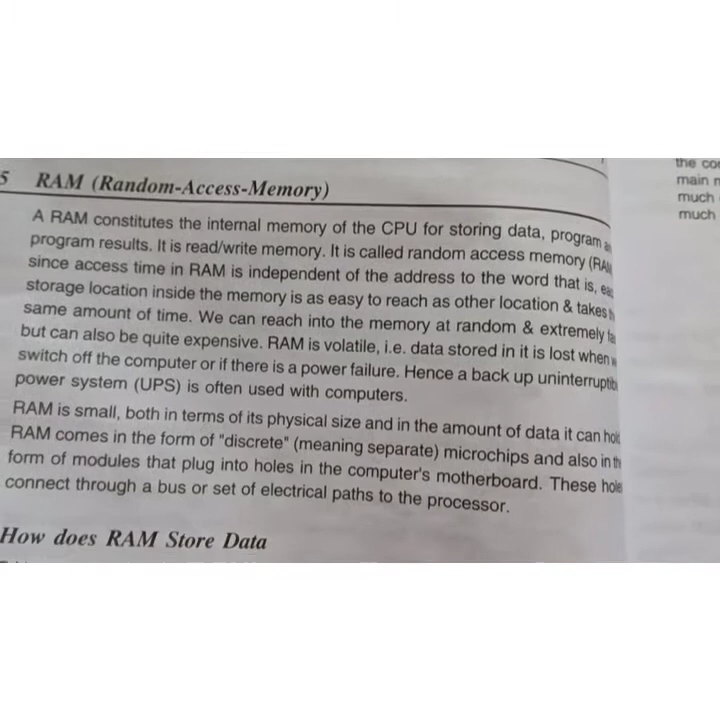 5 RAM (Random-Access-Memory)
A RAM constitutes the internal memory of the CPU for storing data, program
program results. It is read/write memory. It is called random access memory (RAM
since access time in RAM is independent of the address to the word that is,
storage location inside the memory is as easy to reach as other location & takes
same amount of time. We can reach into the memory at random & extremely
but can also be quite expensive. RAM is volatile, i.e. data stored in it is lost when
switch off the computer or if there is a power failure. Hence a back up uninterruptib
power system (UPS) is often used with computers.
RAM is small, both in terms of its physical size and in the amount of data it can hold
RAM comes in the form of "discrete" (meaning separate) microchips and also in th
form of modules that plug into holes in the computer's motherboard. These hole
connect through a bus or set of electrical paths to the processor.
How does RAM Store Data
the
main
much
much